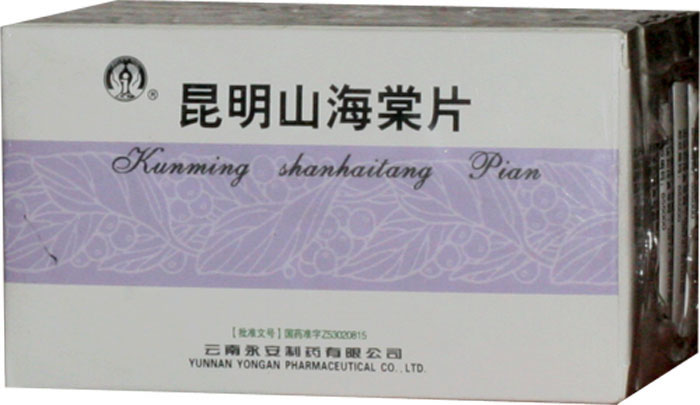 ®
昆明山海棠片
Kunming shanhaitang Pian
【批准文号】国药准字Z53020815
云南永安制药有限公司
YUNNAN YONGAN PHARMACEUTICAL CO., LTD.